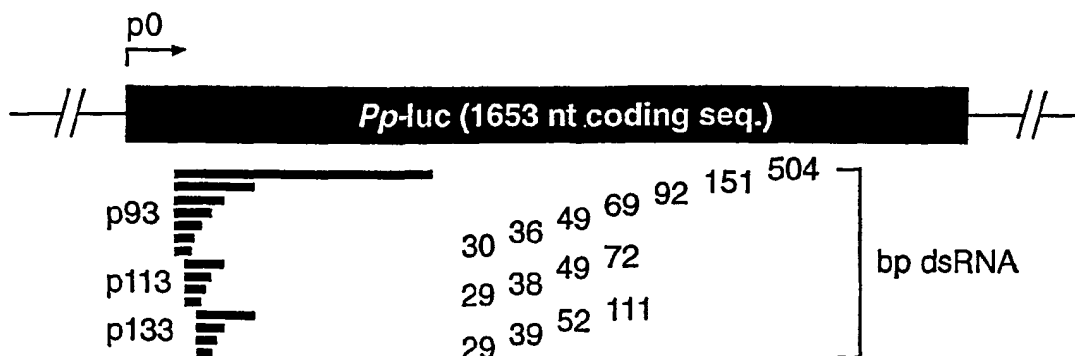 p0
Pp-luc (1653 nt coding seq.)
p93
30 36 49 69 92 151 504
p113
29 38 49 72
bp dsRNA
p133
29 39 52 111